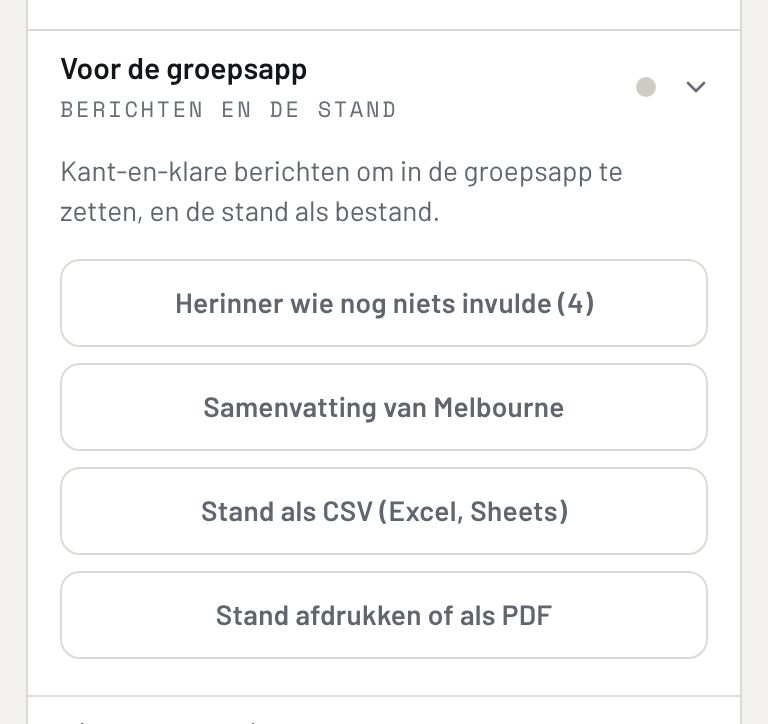 Voor de groepsapp
BERICHTEN EN DE STAND
Kant-en-klare berichten om in de groepsapp te
zetten, en de stand als bestand.
Herinner wie nog niets invulde (4)
Samenvatting van Melbourne
Stand als CSV (Excel, Sheets)
Stand afdrukken of als PDF